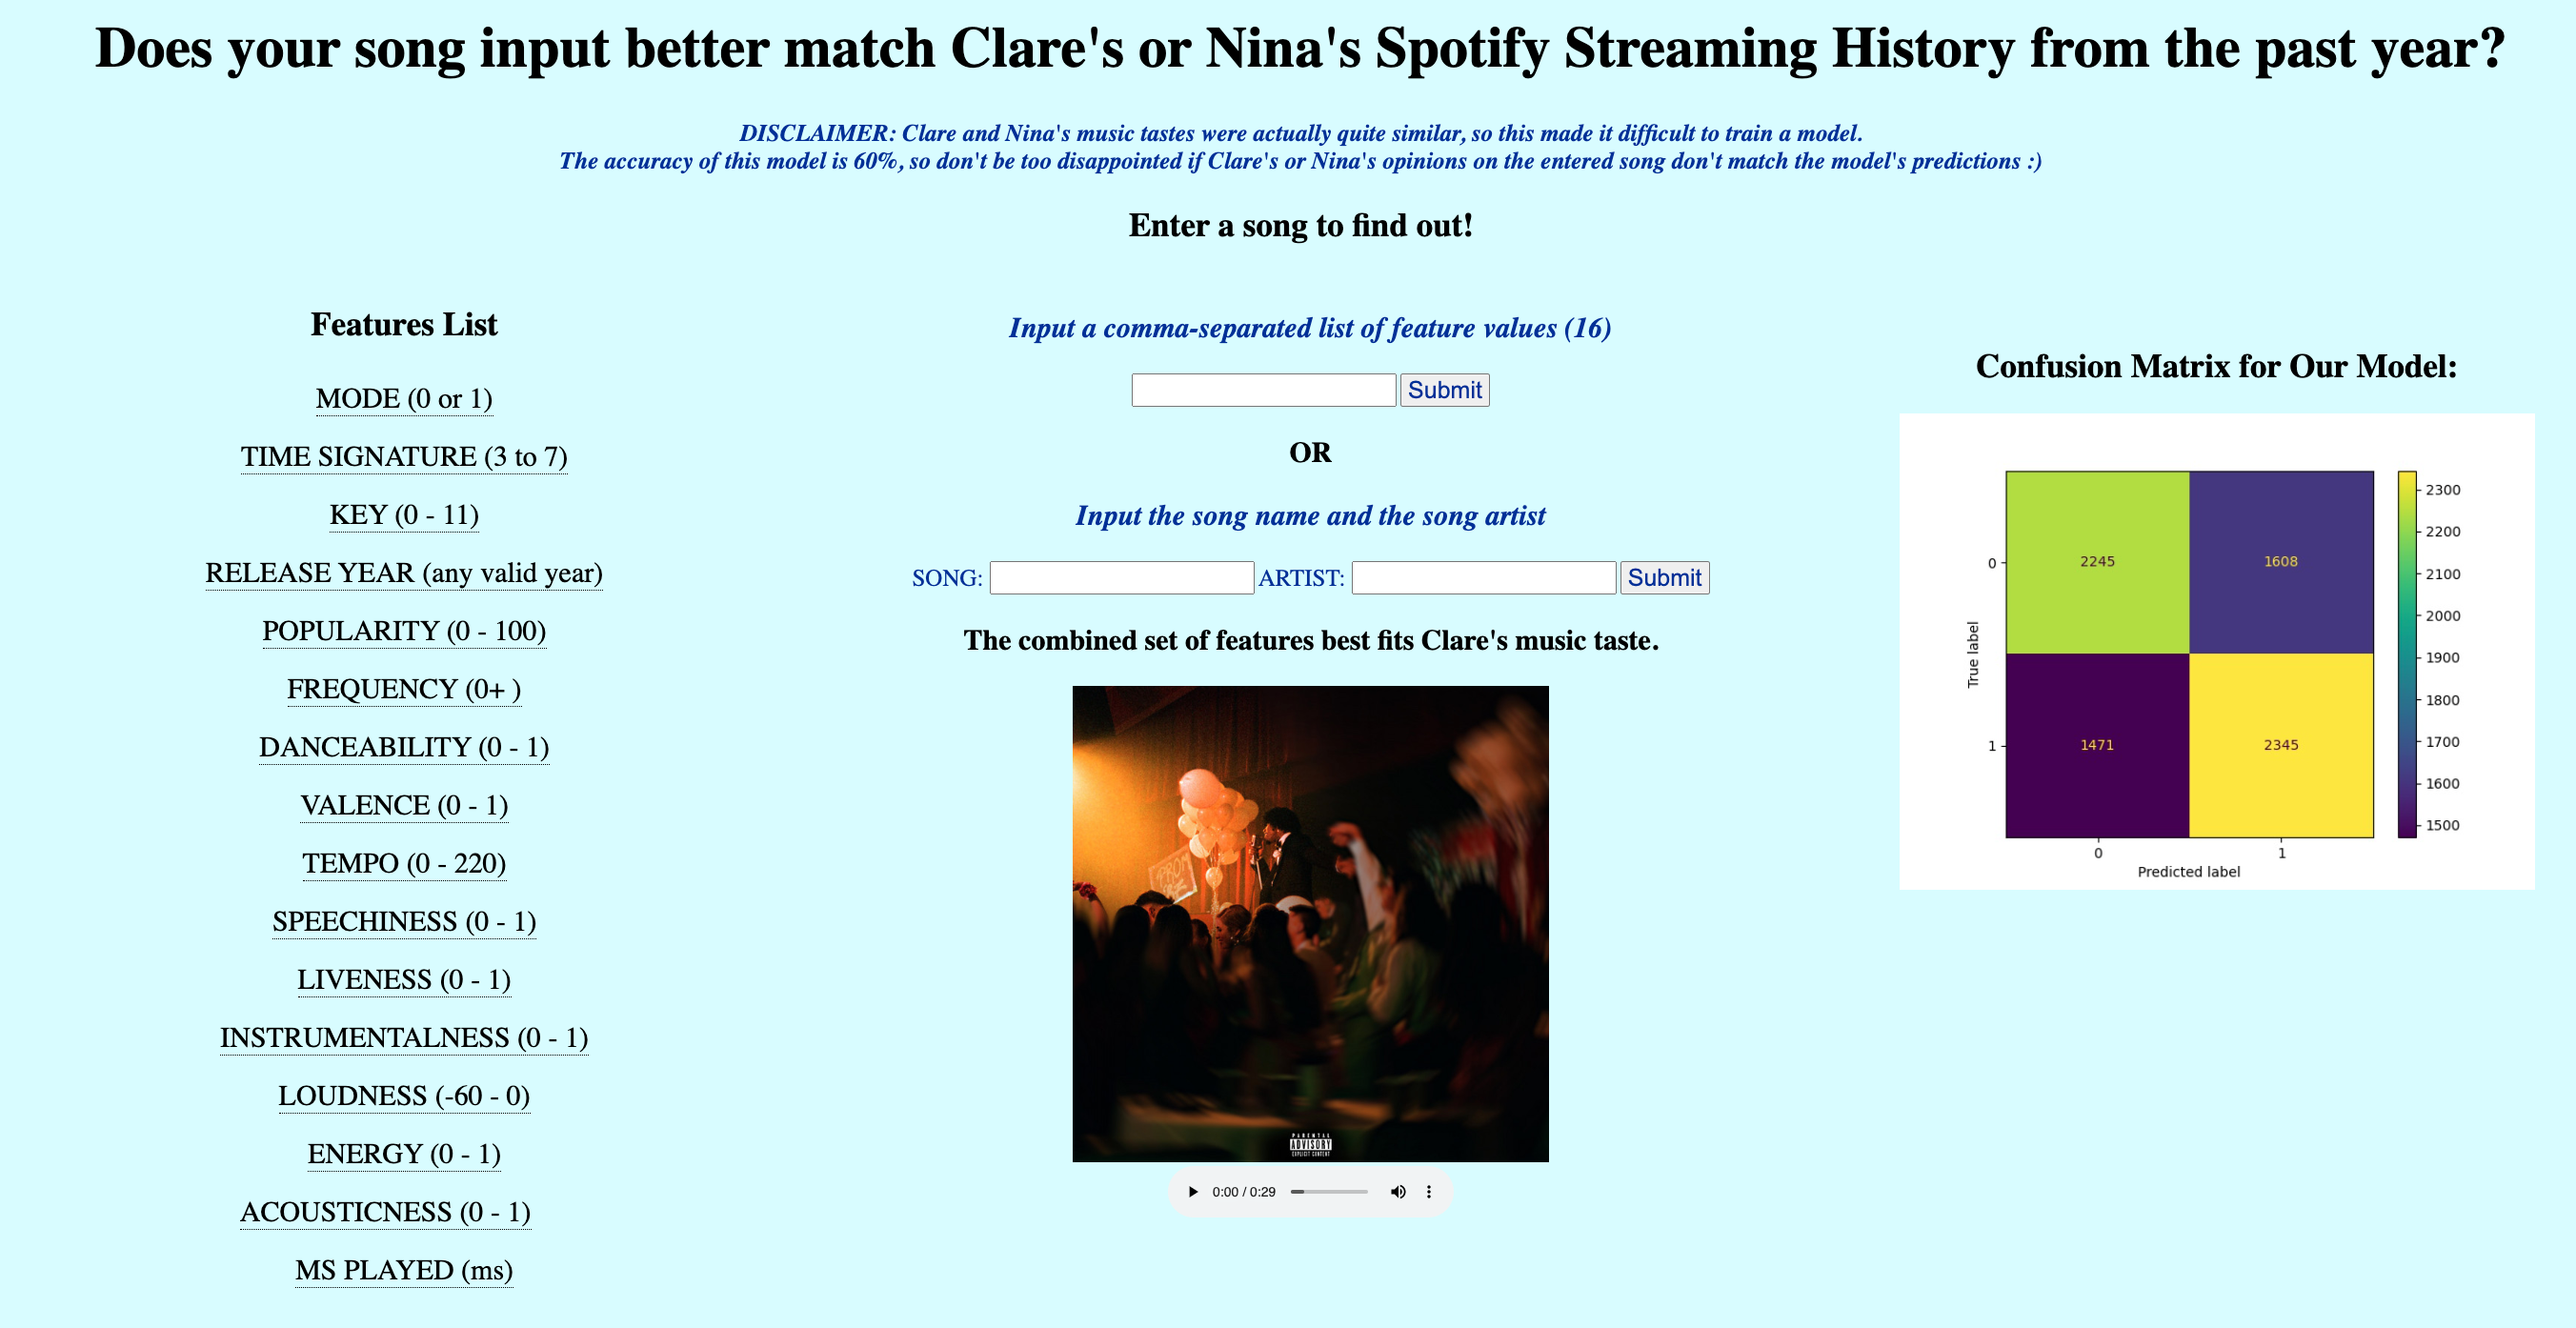 Does your song input better match Clare's or Nina's Spotify Streaming History from the past year?
DISCLAIMER: Clare and Nina's music tastes were actually quite similar, so this made it difficult to train a model.
The accuracy of this model is 60%, so don't be too disappointed if Clare's or Nina's opinions on the entered song don't match the model's predictions :)
Enter a song to find out!
Features List
MODE (0 or 1)
TIME SIGNATURE (3 to 7)
KEY (0 - 11)
RELEASE YEAR (any valid year)
POPULARITY (0 - 100)
FREQUENCY (0+ )
DANCEABILITY (0 - 1)
VALENCE (0 - 1)
TEMPO (0 - 220)
SPEECHINESS (0 - 1)
LIVENESS (0 - 1)
INSTRUMENTALNESS (0 - 1)
LOUDNESS (-60 - 0)
ENERGY (0 - 1)
ACOUSTICNESS (0 - 1)
MS PLAYED (ms)
Input a comma-separated list of feature values (16)
Submit
OR
Input the song name and the song artist
SONG: ARTIST: Submit
The combined set of features best fits Clare's music taste.
PARENTAL
ADVISORY
EXPLICIT CONTENT
0:00 / 0:29
Confusion Matrix for Our Model:
True label
0
1
2245 1608
1471 2345
0 1
Predicted label
2300
2200
2100
2000
1900
1800
1700
1600
1500